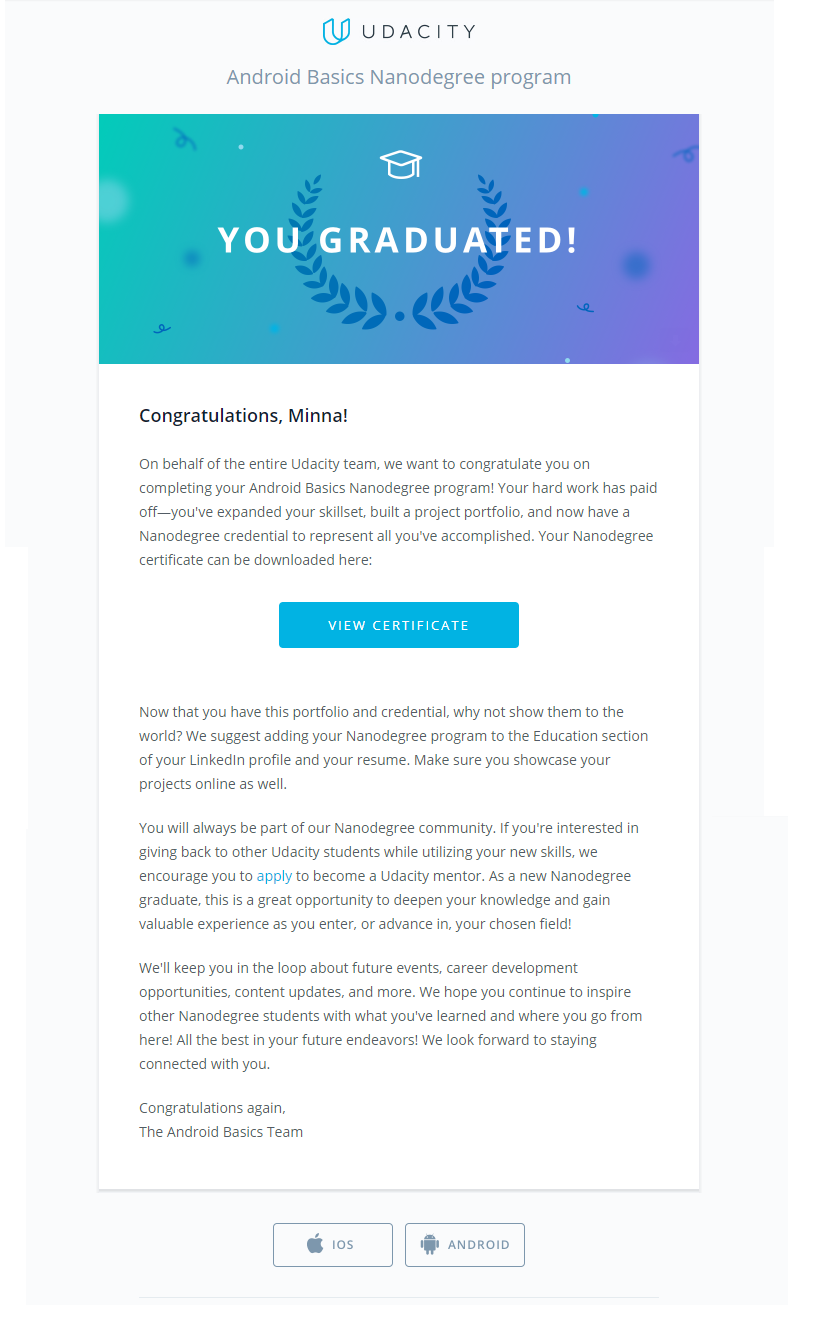 UDACITY
Android Basics Nanodegree program
YOU GRADUATED!
Congratulations, Minna!
On behalf of the entire Udacity team, we want to congratulate you on
completing your Android Basics Nanodegree program! Your hard work has paid
off—you've expanded your skillset, built a project portfolio, and now have a
Nanodegree credential to represent all you've accomplished. Your Nanodegree
certificate can be downloaded here:
VIEW CERTIFICATE
Now that you have this portfolio and credential, why not show them to the
world? We suggest adding your Nanodegree program to the Education section
of your LinkedIn profile and your resume. Make sure you showcase your
projects online as well.
You will always be part of our Nanodegree community. If you're interested in
giving back to other Udacity students while utilizing your new skills, we
encourage you to apply to become a Udacity mentor. As a new Nanodegree
graduate, this is a great opportunity to deepen your knowledge and gain
valuable experience as you enter, or advance in, your chosen field!
We'll keep you in the loop about future events, career development
opportunities, content updates, and more. We hope you continue to inspire
other Nanodegree students with what you've learned and where you go from
here! All the best in your future endeavors! We look forward to staying
connected with you.
Congratulations again,
The Android Basics Team
IOS
ANDROID